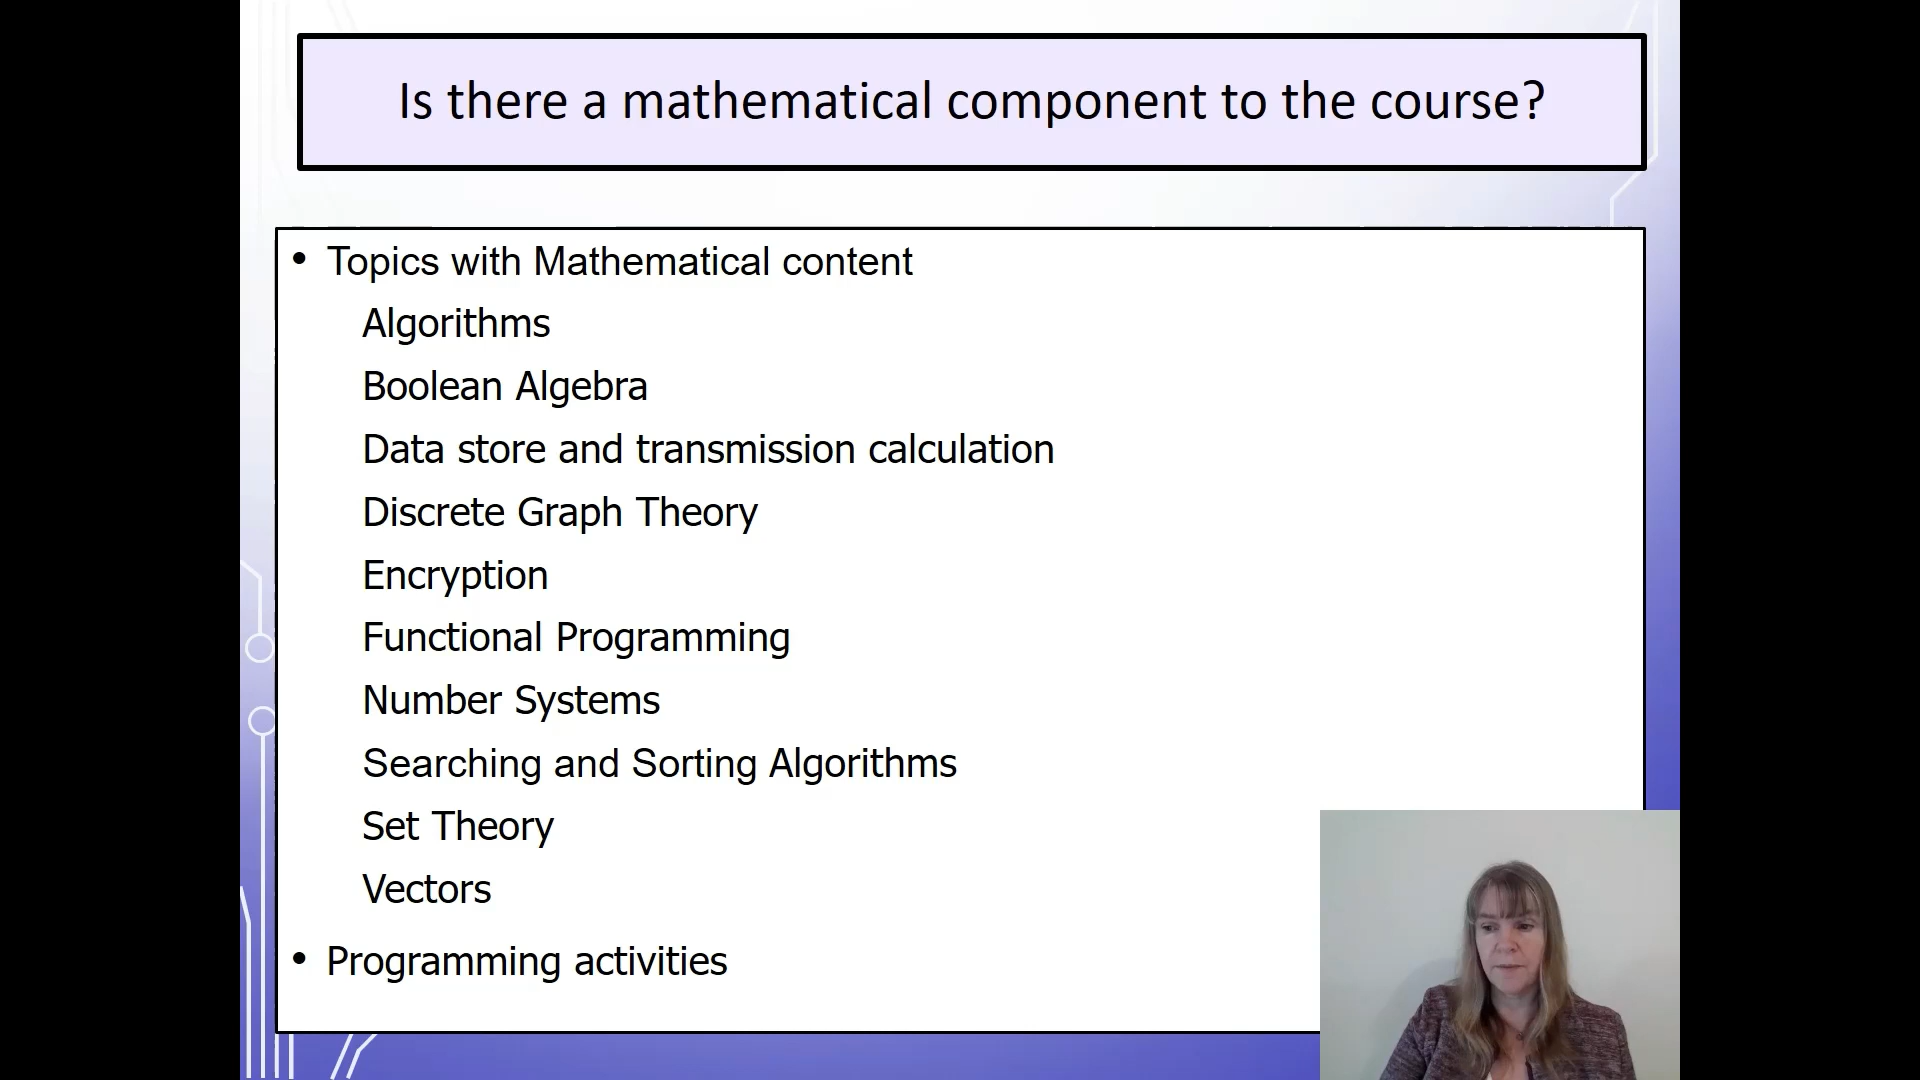 Is there a mathematical component to the course?
• Topics with Mathematical content
Algorithms
Boolean Algebra
Data store and transmission calculation
Discrete Graph Theory
Encryption
Functional Programming
Number Systems
Searching and Sorting Algorithms
Set Theory
Vectors
• Programming activities